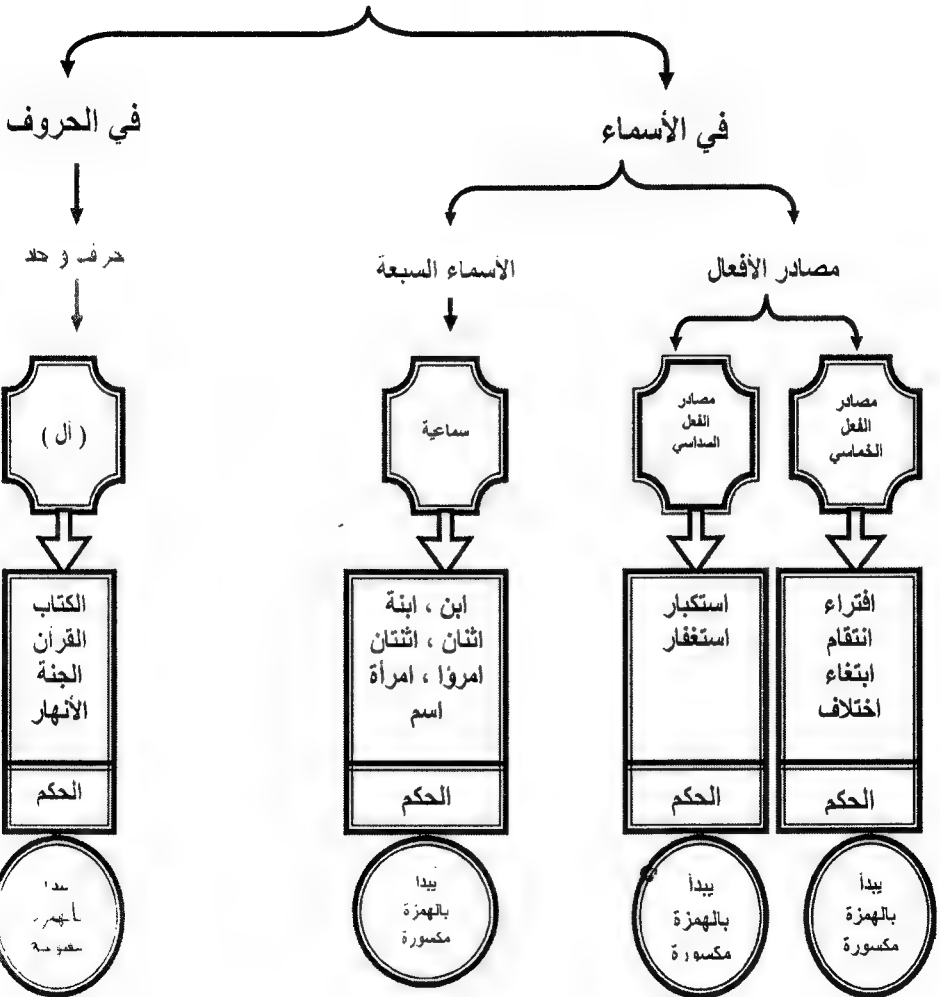 في الأسماء
في الحروف
مصادر الأفعال
الأسماء السبعة
مصادر
الفعل
الخماسي
مصادر
الفعل
السداسي
سماعية
( أل )
افتراء
انتقام
ابتغاء
اختلاف
استكبار
استغفار
ابن ، ابنة
اثنان ، اثنتان
امرؤا ، امرأة
اسم
الكتاب
القرآن
الجنة
الأنهار
الحكم
الحكم
الحكم
الحكم
يبدأ
بالهمزة
مكسورة
يبدأ
بالهمزة
مكسورة
يبدا
بالهمزة
مكسورة